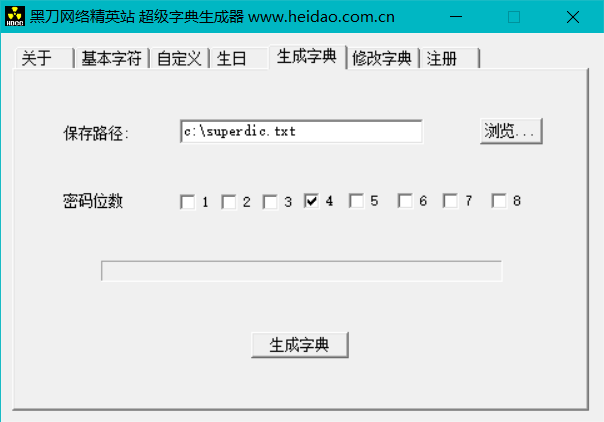 黑刀网络精英站 超级字典生成器 www.heidao.com.cn
关于 基本字符 自定义 生日 生成字典 修改字典 注册
保存路径: c:\superdic.txt 浏览...
密码位数 1 2 3 4 5 6 7 8
生成字典